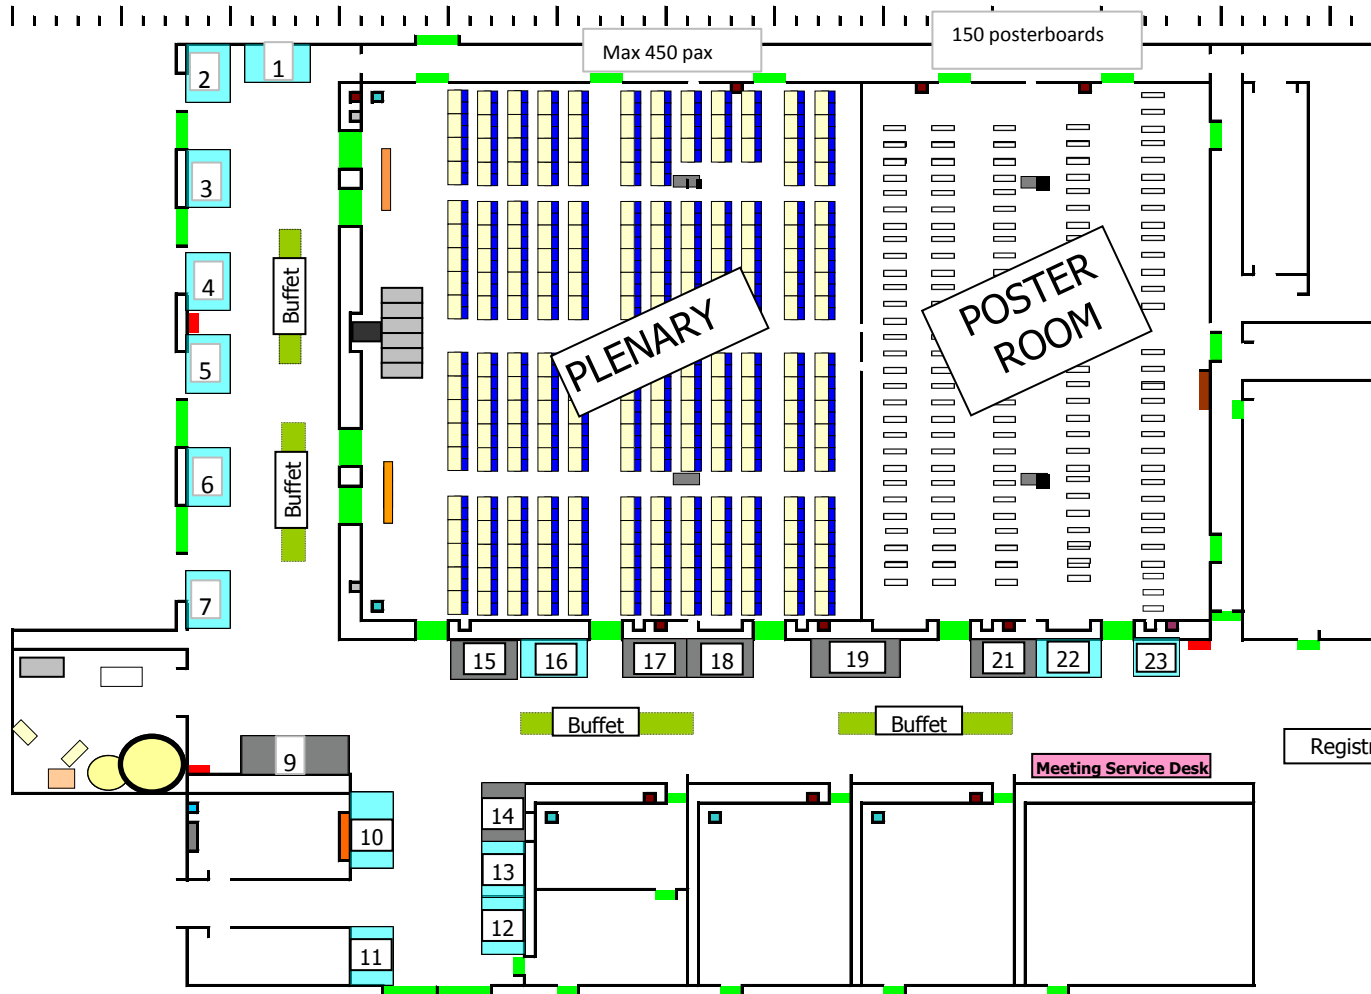 Max 450 pax
150 posterboards
1
2
3
4
5
6
7
Buffet
Buffet
PLENARY
POSTER
ROOM
15
16
17
18
19
21
22
23
Buffet
Buffet
Registr
Meeting Service Desk
9
10
11
14
13
12